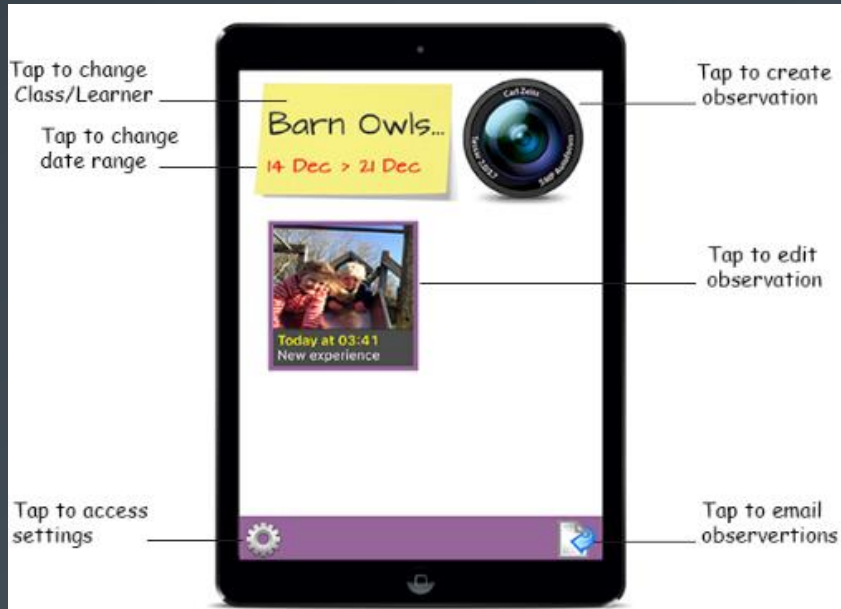 Tap to change
Class/Learner
Tap to change
date range
Barn Owls...
14 Dec > 21 Dec
Carl Zeiss
Tap to create
observation
Tap to edit
observation
Today at 03:41
New experience
Tap to access
settings
Tap to email
observertions